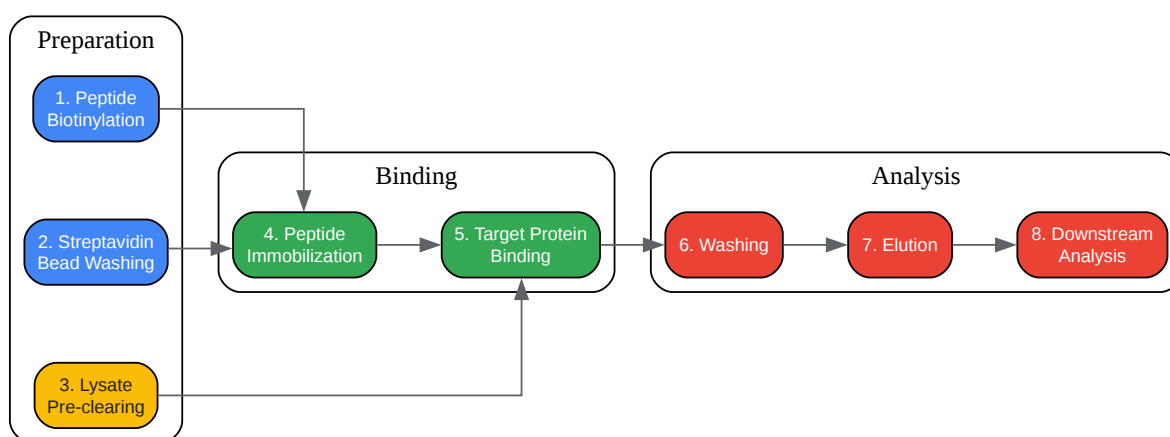 Preparation
1. Peptide
Biotinylation
2. Streptavidin
Bead Washing
3. Lysate
Pre-clearing
Binding
4. Peptide
Immobilization
5. Target Protein
Binding
Analysis
6. Washing
7. Elution
8. Downstream
Analysis